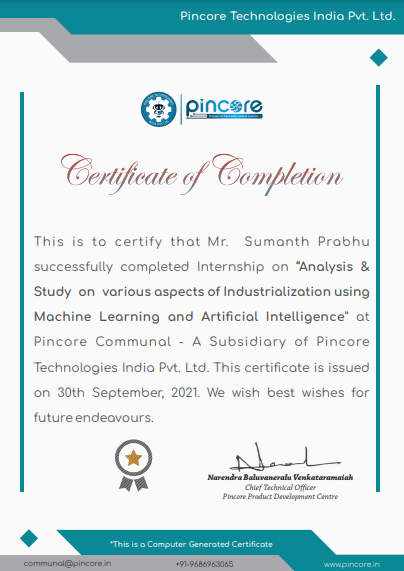 Pincore Technologies India Pvt. Ltd.
pincore
Certificate of Completion
This is to certify that Mr. Sumanth Prabhu
successfully completed Internship on "Analysis &
Study on various aspects of Industrialization using
Machine Learning and Artificial Intelligence" at
Pincore Communal - A Subsidiary of Pincore
Technologies India Pvt. Ltd. This certificate is issued
on 30th September, 2021. We wish best wishes for
future endeavours.
Narendra Baluvaneralu Venkataramaiah
Chief Technical Officer
Pincore Product Development Centre
*This is a Computer Generated Certificate
communal@pincore.in
+91-9686963065
www.pincore.in